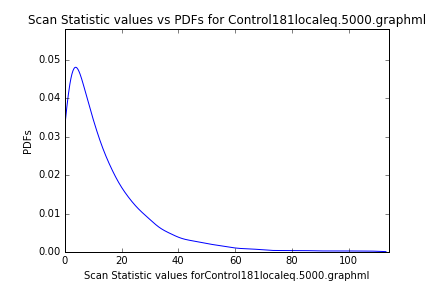 Scan Statistic values vs PDFs for Control181localeq.5000.graphml
0.05
0.04
0.03
0.02
0.01
0.00
PDFs
0 20 40 60 80 100
Scan Statistic values forControl181localeq.5000.graphml